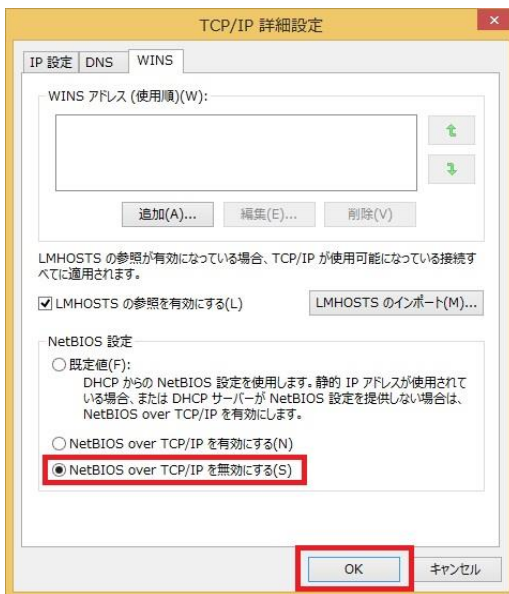 TCP/IP 詳細設定
IP 設定 DNS WINS
WINS アドレス (使用順)(W):
追加(A)... 編集(E)... 削除(V)
LMHOSTS の参照が有効になっている場合、TCP/IP が使用可能になっている接続す
べてに適用されます。
LMHOSTS の参照を有効にする(L) LMHOSTS のインポート(M)...
NetBIOS 設定
既定値(F):
DHCP からの NetBIOS 設定を使用します。静的 IP アドレスが使用されて
いる場合、または DHCP サーバーが NetBIOS 設定を提供しない場合は、
NetBIOS over TCP/IP を有効にします。
NetBIOS over TCP/IP を有効にする(N)
NetBIOS over TCP/IP を無効にする(S)
OK キャンセル